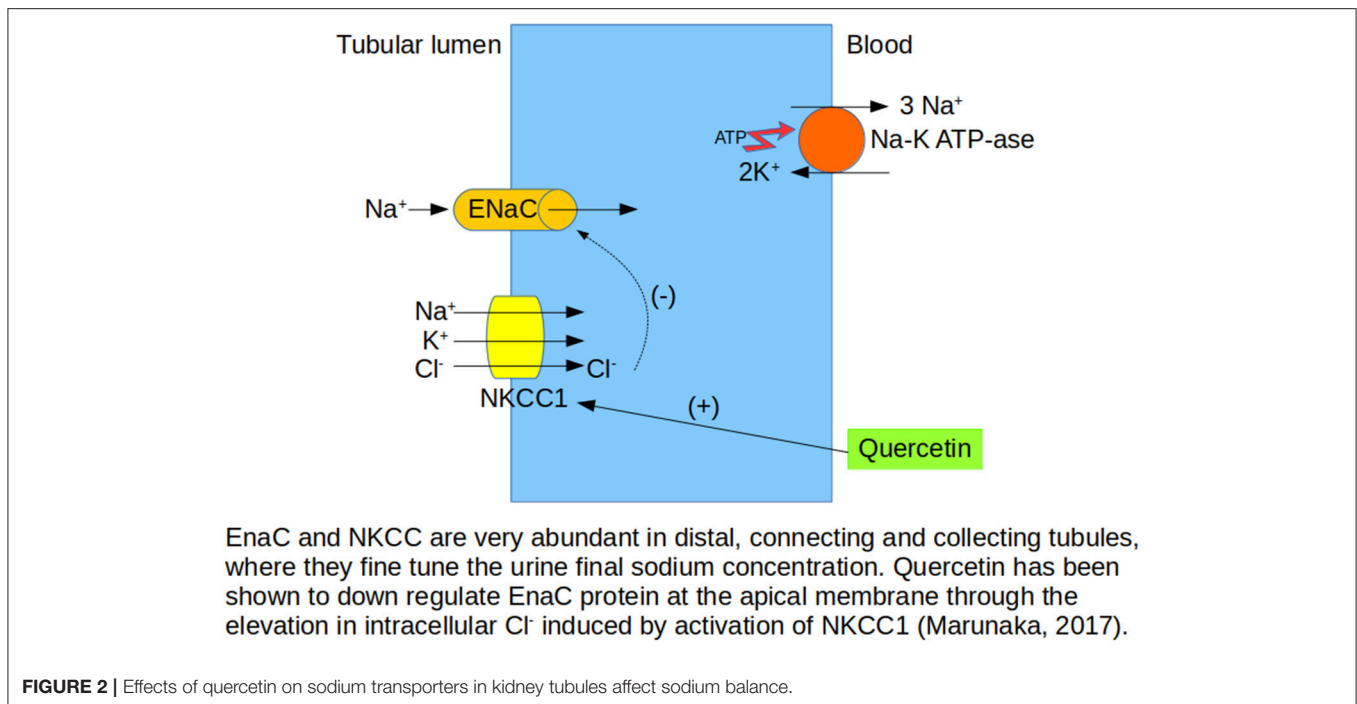 Tubular lumen
Blood
3 Na⁺
ATP
Na-K ATP-ase
2K⁺
Na⁺
ENaC
(-)
Na⁺
K⁺
Cl⁻
Cl⁻
NKCC1
(+)
Quercetin
EnaC and NKCC are very abundant in distal, connecting and collecting tubules,
where they fine tune the urine final sodium concentration. Quercetin has been
shown to down regulate EnaC protein at the apical membrane through the
elevation in intracellular Cl⁻ induced by activation of NKCC1 (Marunaka, 2017).
FIGURE 2 | Effects of quercetin on sodium transporters in kidney tubules affect sodium balance.